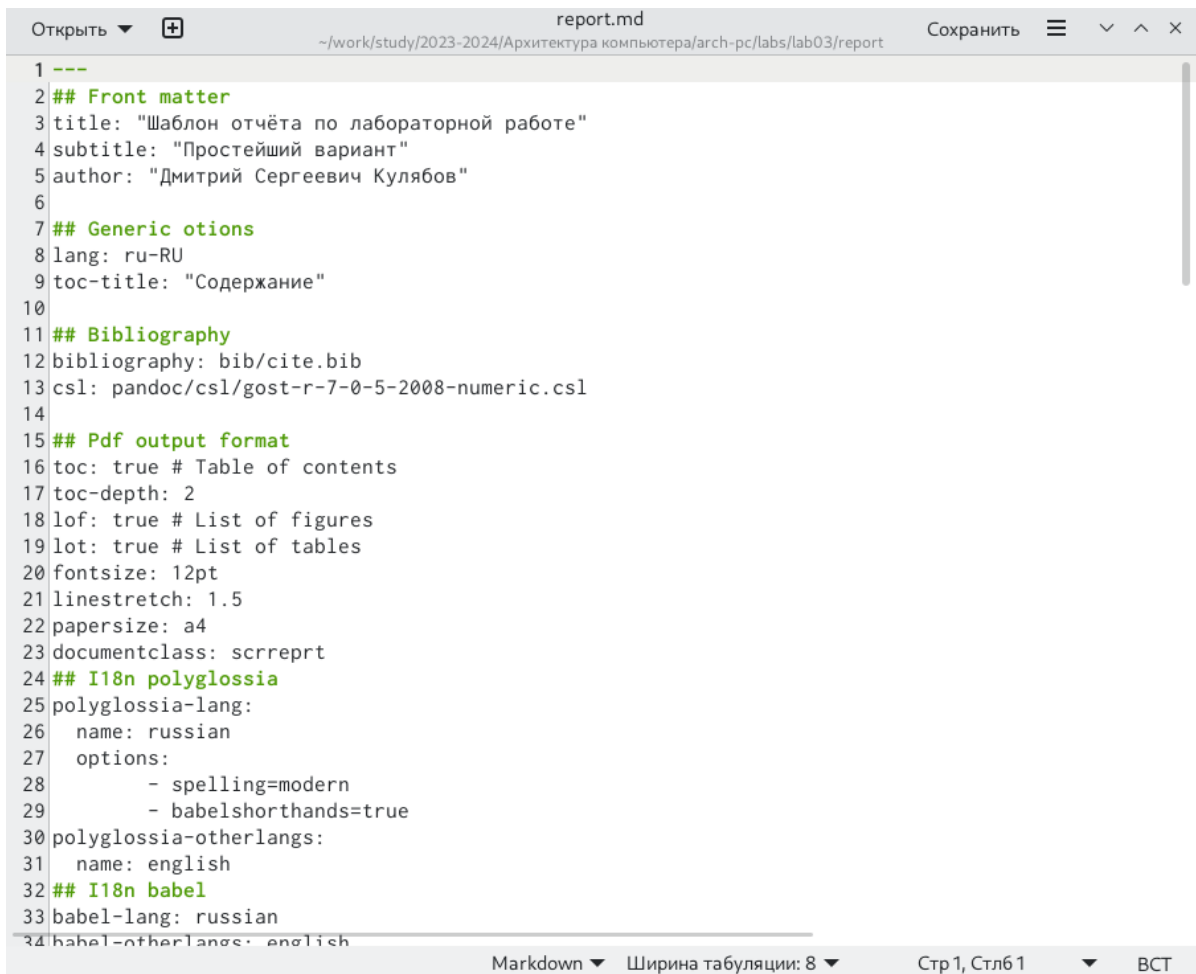 Открыть
report.md
~/work/study/2023-2024/Архитектура компьютера/arch-pc/labs/lab03/report
Сохранить
1 ---
2 ## Front matter
3 title: "Шаблон отчёта по лабораторной работе"
4 subtitle: "Простейший вариант"
5 author: "Дмитрий Сергеевич Кулябов"
6
7 ## Generic otions
8 lang: ru-RU
9 toc-title: "Содержание"
10
11 ## Bibliography
12 bibliography: bib/cite.bib
13 csl: pandoc/csl/gost-r-7-0-5-2008-numeric.csl
14
15 ## Pdf output format
16 toc: true # Table of contents
17 toc-depth: 2
18 lof: true # List of figures
19 lot: true # List of tables
20 fontsize: 12pt
21 linestretch: 1.5
22 papersize: a4
23 documentclass: scrreprt
24 ## I18n polyglossia
25 polyglossia-lang:
26   name: russian
27   options:
28         - spelling=modern
29         - babelshorthands=true
30 polyglossia-otherlangs:
31   name: english
32 ## I18n babel
33 babel-lang: russian
34 babel-otherlangs: english
Markdown Ширина табуляции: 8 Стр 1, Стлб 1 ВСТ